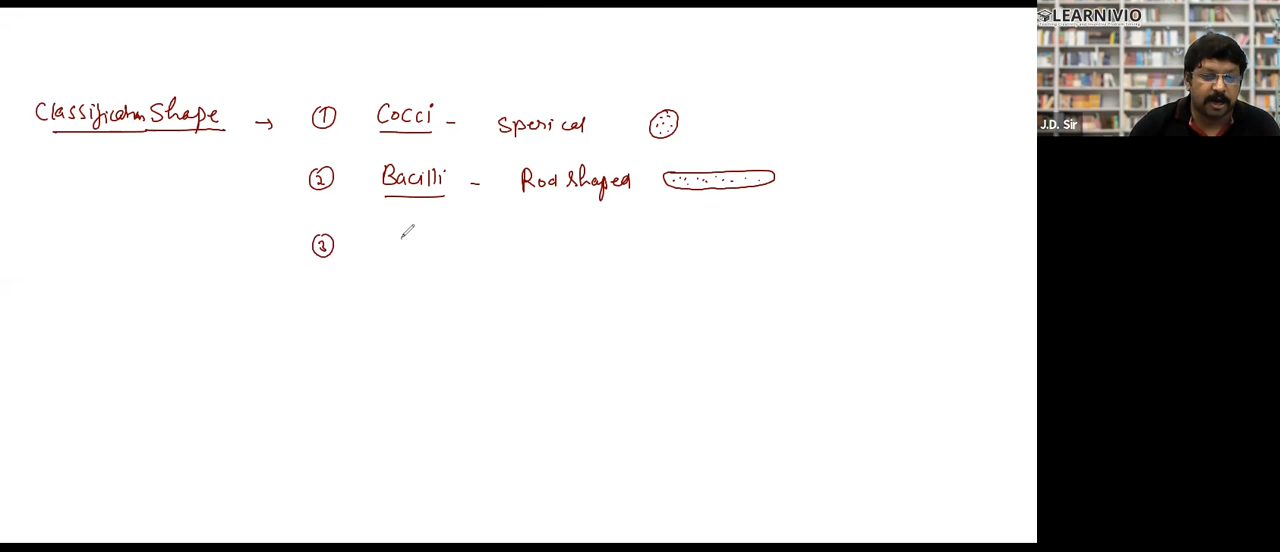 LEARNIVIO
Classification Shape → ① Cocci - Sperical
② Bacilli - Rod Shaped
③
J.D. Sir